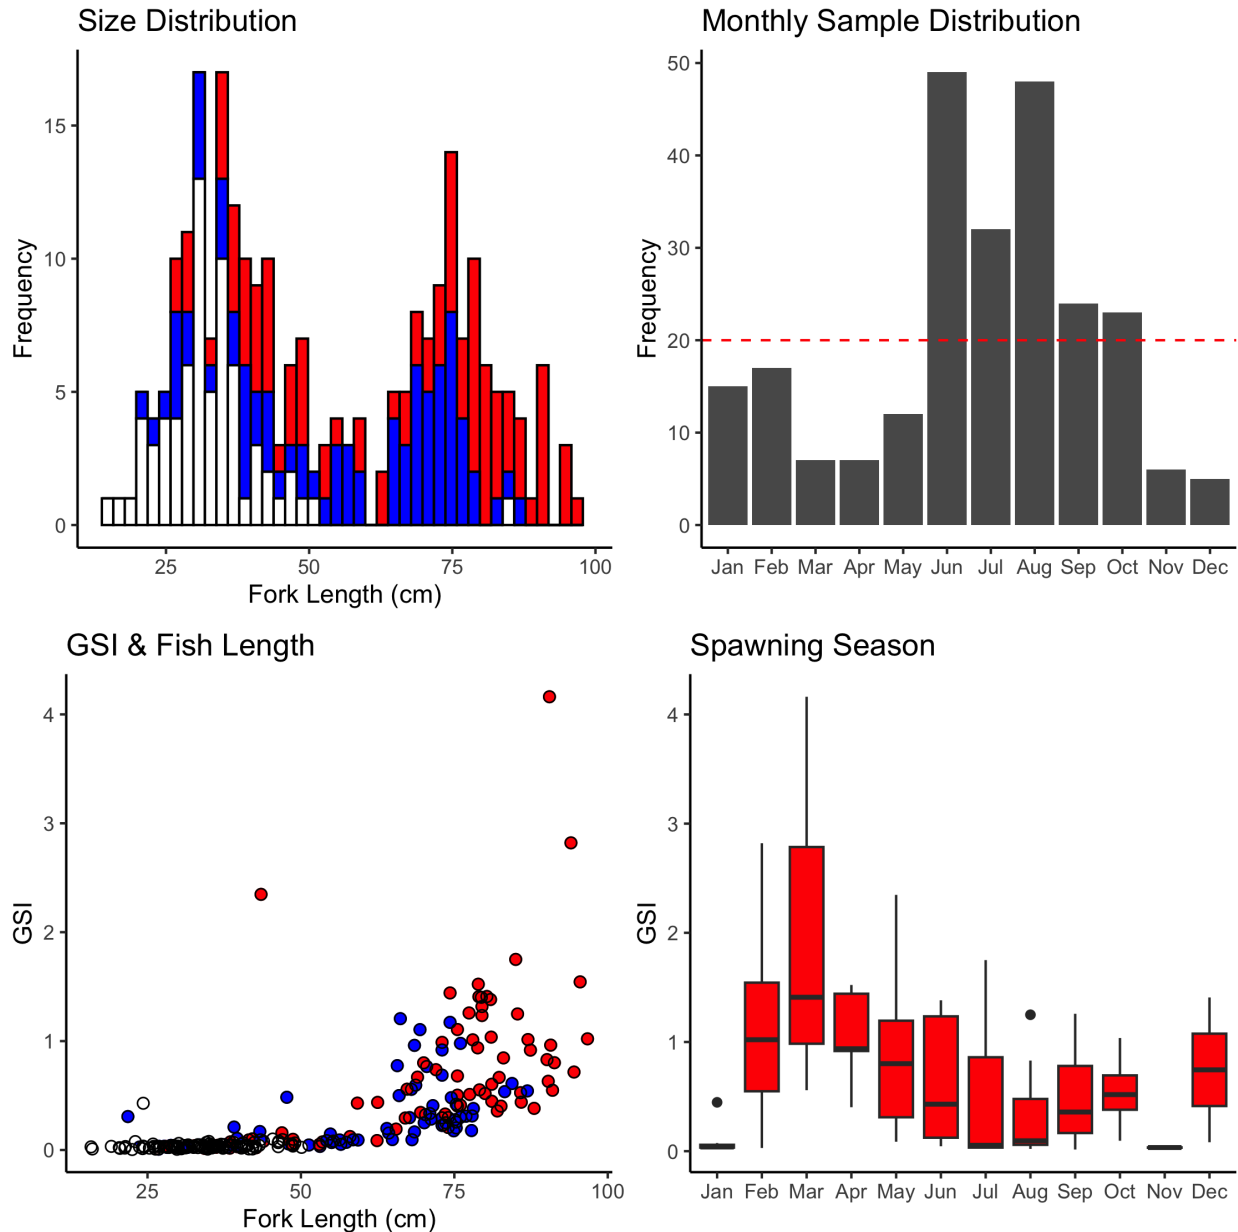 Size Distribution
Frequency
15
10
5
0
25 50 75 100
Fork Length (cm)
Monthly Sample Distribution
Frequency
50
40
30
20
10
0
Jan Feb Mar Apr May Jun Jul Aug Sep Oct Nov Dec
GSI & Fish Length
GSI
4
3
2
1
0
25 50 75 100
Fork Length (cm)
Spawning Season
GSI
4
3
2
1
0
Jan Feb Mar Apr May Jun Jul Aug Sep Oct Nov Dec